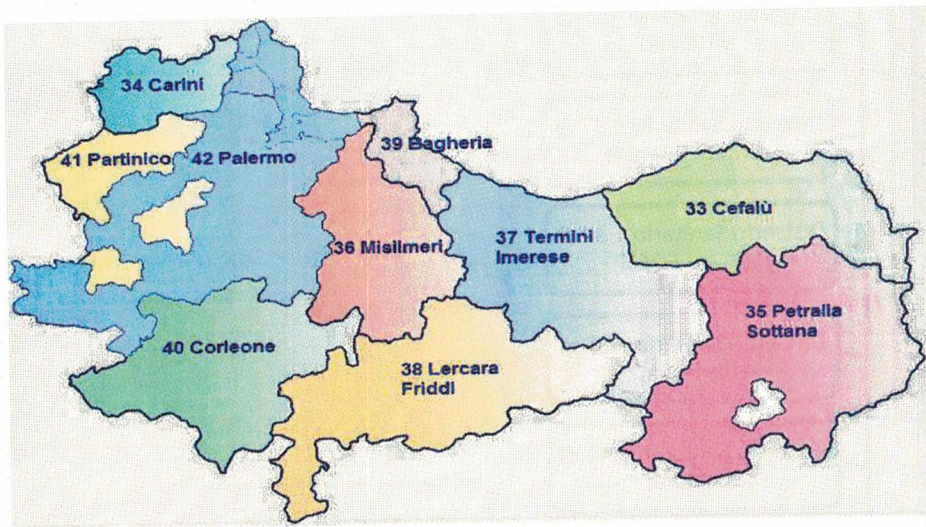 34 Carini
41 Partinico
42 Palermo
39 Bagheria
36 Misilmeri
37 Termini
Imerese
33 Cefalù
35 Petralia
Sottana
40 Corleone
38 Lercara
Friddi